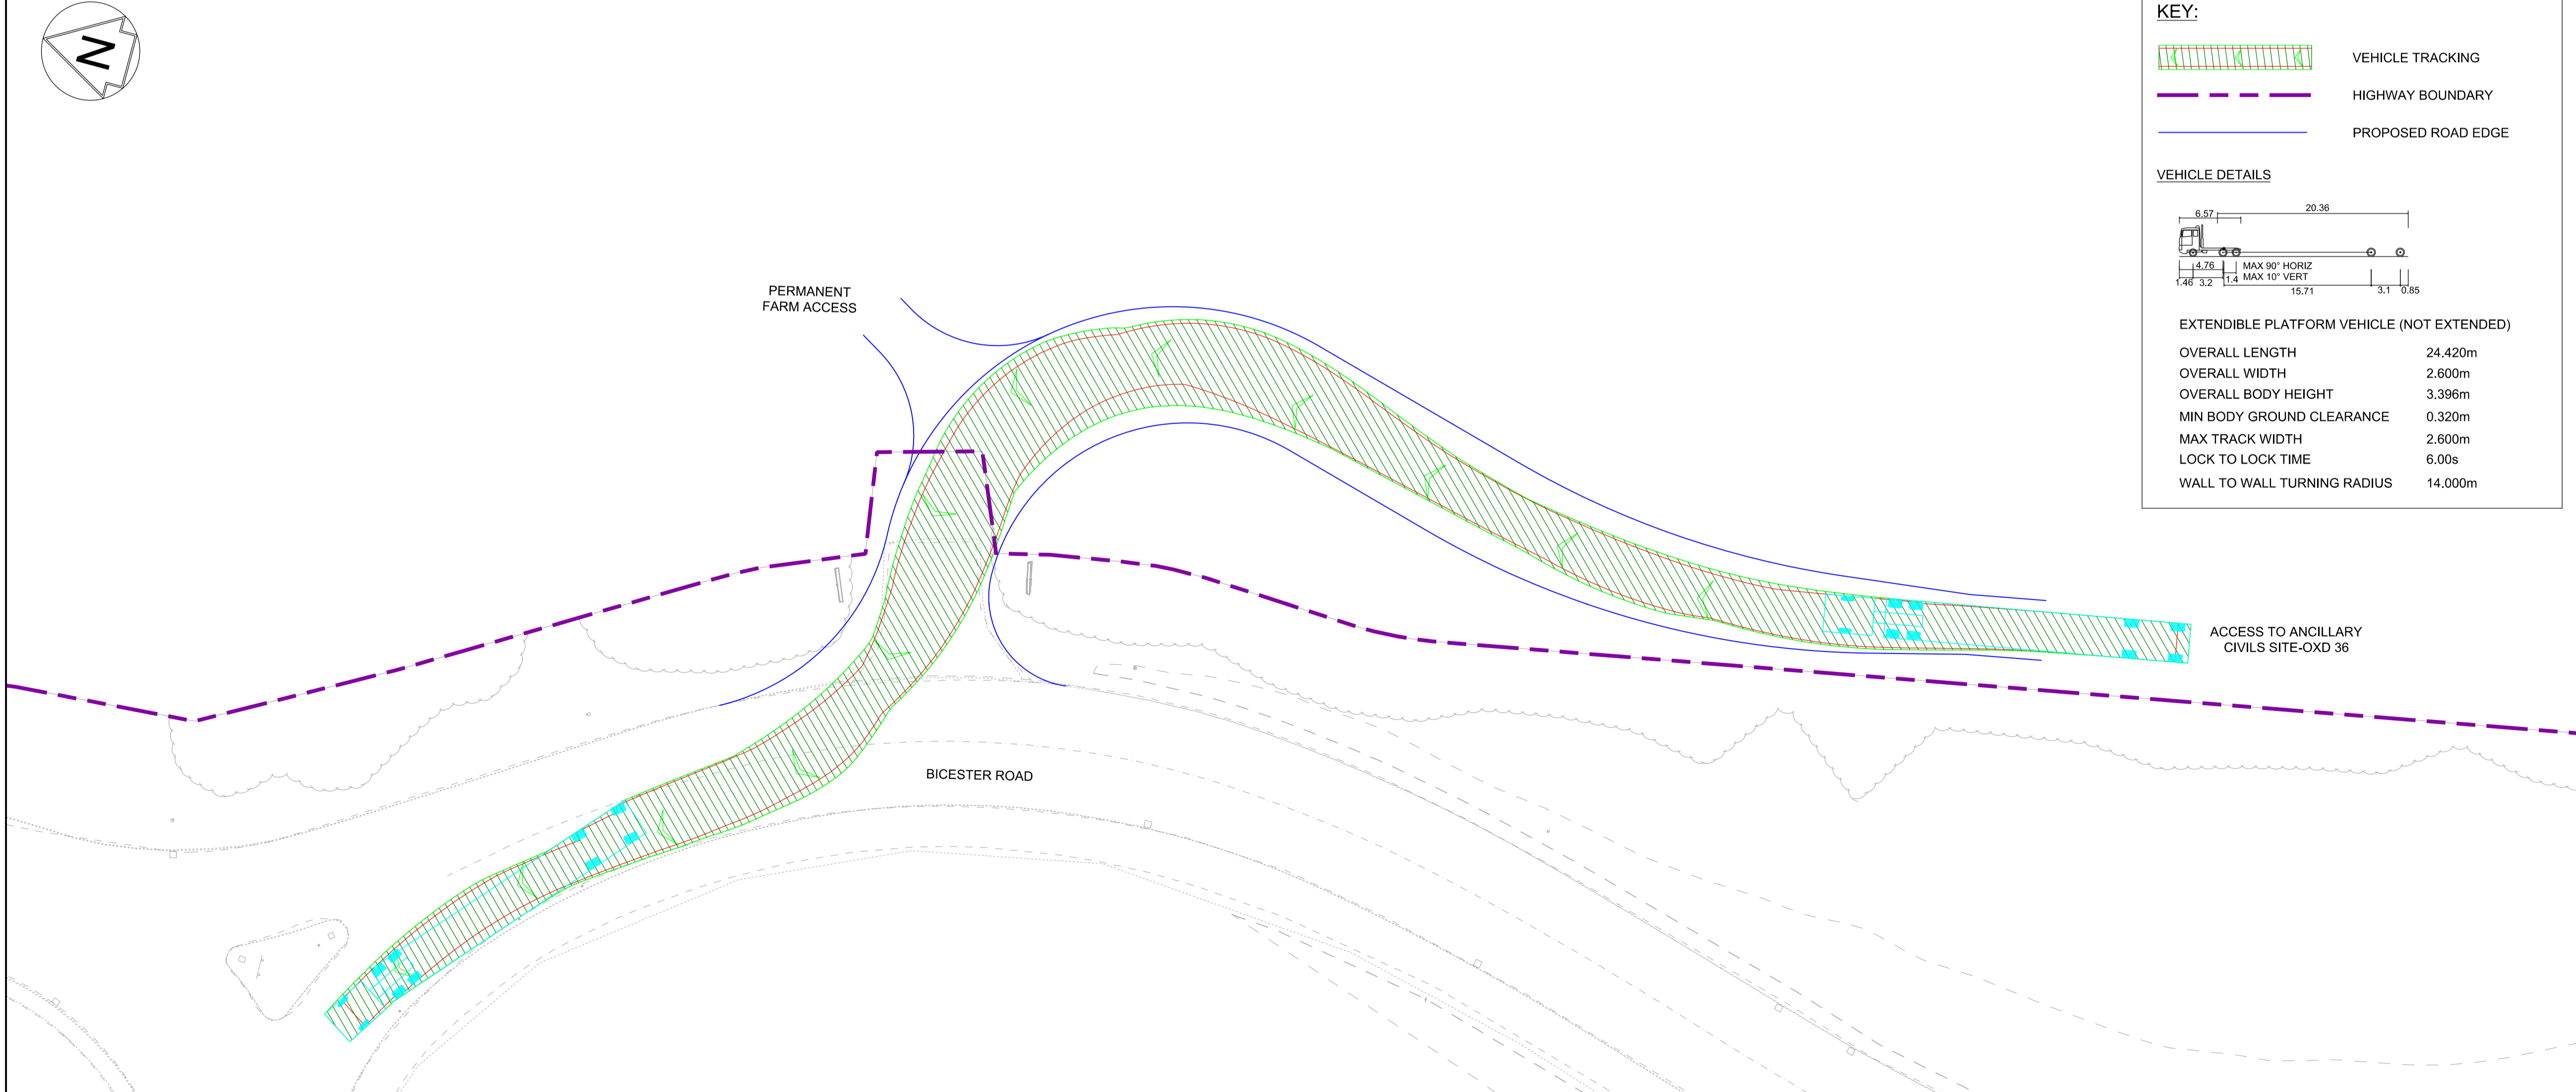 N
KEY:
VEHICLE TRACKING
HIGHWAY BOUNDARY
PROPOSED ROAD EDGE
VEHICLE DETAILS
6.57
20.36
4.76
MAX 90° HORIZ
1.4
MAX 10° VERT
1.46
3.2
15.71
3.1
0.85
EXTENDIBLE PLATFORM VEHICLE (NOT EXTENDED)
OVERALL LENGTH 24.420m
OVERALL WIDTH 2.600m
OVERALL BODY HEIGHT 3.396m
MIN BODY GROUND CLEARANCE 0.320m
MAX TRACK WIDTH 2.600m
LOCK TO LOCK TIME 6.00s
WALL TO WALL TURNING RADIUS 14.000m
PERMANENT
FARM ACCESS
ACCESS TO ANCILLARY
CIVILS SITE-OXD 36
BICESTER ROAD